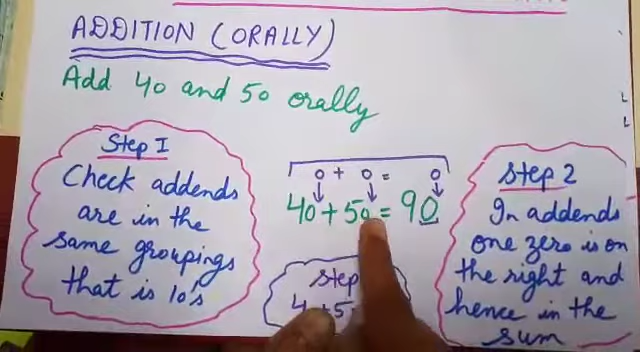 ADDITION (ORALLY)
Add 40 and 50 orally
Step I
Check addends
are in the
same groupings
that is 10's
0 + 0 = 0
40 + 50 = 90
Step
4 + 5
Step 2
In addends
one zero is on
the right and
hence in the
sum